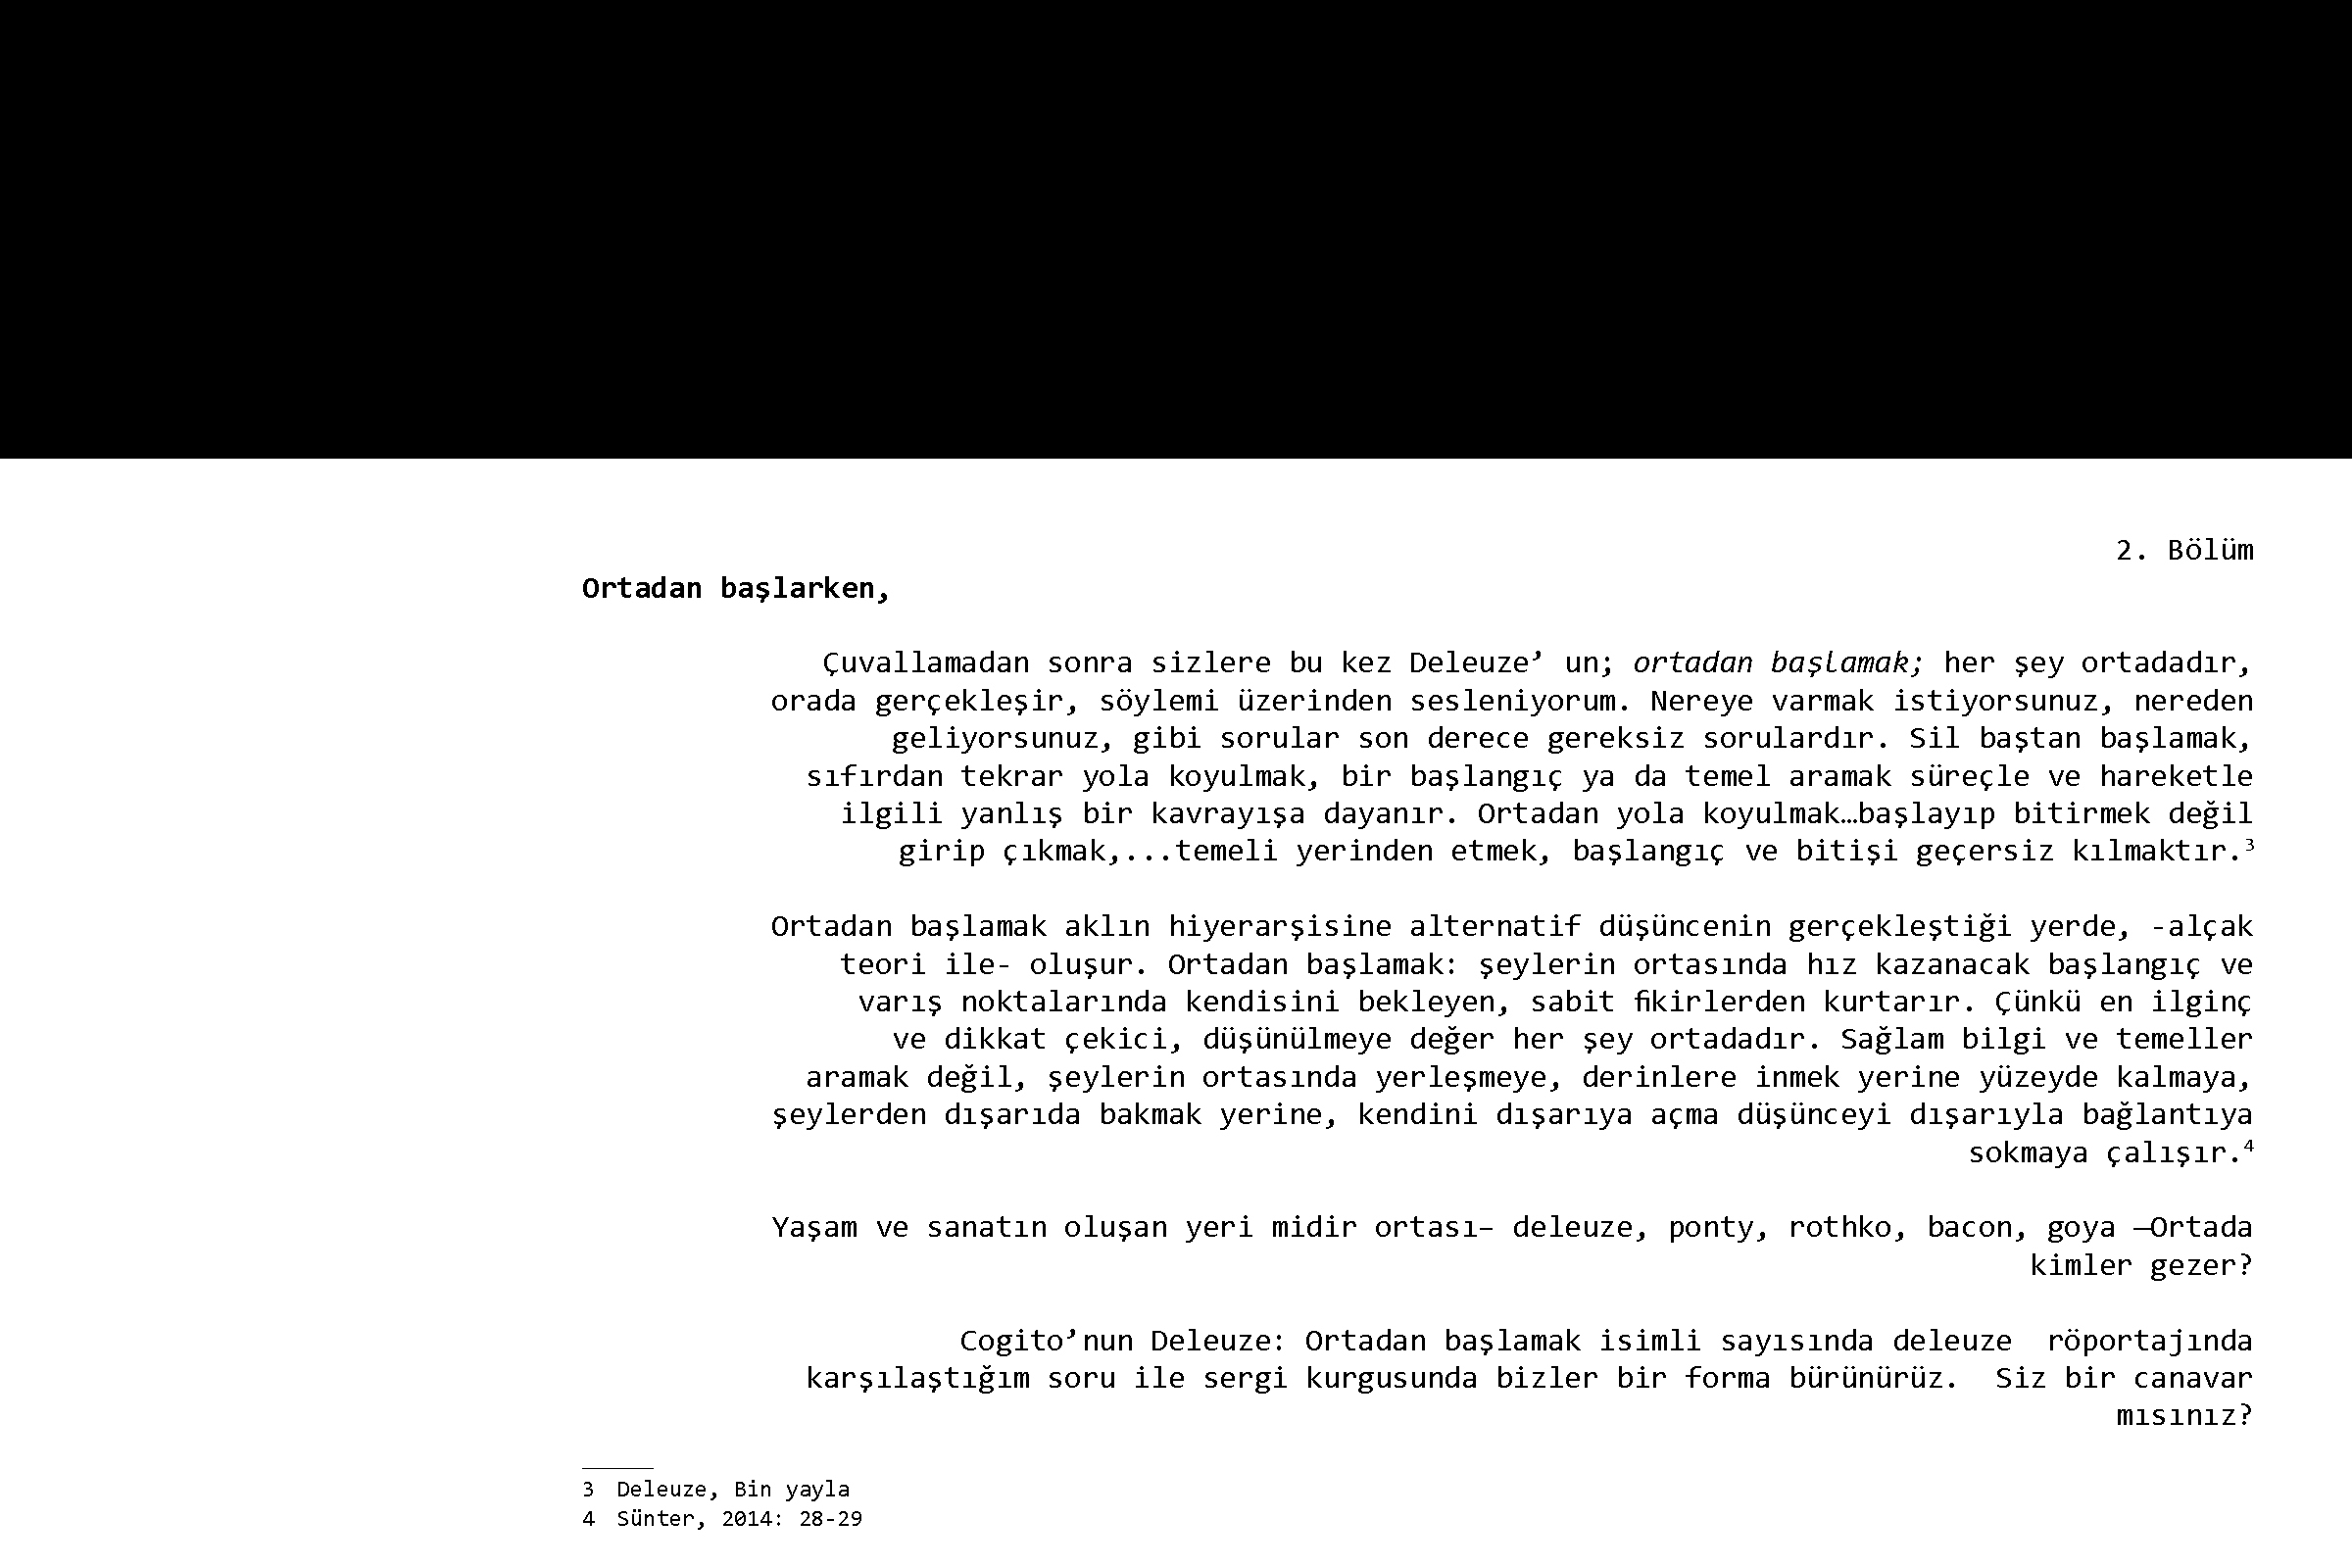 2. Bölüm
Ortadan başlarken,
Çuvallamadan sonra sizlere bu kez Deleuze’ un; ortadan başlamak; her şey ortadadır,
orada gerçekleşir, söylemi üzerinden sesleniyorum. Nereye varmak istiyorsunuz, nereden
geliyorsunuz, gibi sorular son derece gereksiz sorulardır. Sil baştan başlamak,
sıfırdan tekrar yola koyulmak, bir başlangıç ya da temel aramak süreçle ve hareketle
ilgili yanlış bir kavrayışa dayanır. Ortadan yola koyulmak…başlayıp bitirmek değil
girip çıkmak,...temeli yerinden etmek, başlangıç ve bitişi geçersiz kılmaktır.³
Ortadan başlamak aklın hiyerarşisine alternatif düşüncenin gerçekleştiği yerde, -alçak
teori ile- oluşur. Ortadan başlamak: şeylerin ortasında hız kazanacak başlangıç ve
varış noktalarında kendisini bekleyen, sabit fikirlerden kurtarır. Çünkü en ilginç
ve dikkat çekici, düşünülmeye değer her şey ortadadır. Sağlam bilgi ve temeller
aramak değil, şeylerin ortasında yerleşmeye, derinlere inmek yerine yüzeyde kalmaya,
şeylerden dışarıda bakmak yerine, kendini dışarıya açma düşünceyi dışarıyla bağlantıya
sokmaya çalışır.⁴
Yaşam ve sanatın oluşan yeri midir ortası– deleuze, ponty, rothko, bacon, goya —Ortada
kimler gezer?
Cogito’nun Deleuze: Ortadan başlamak isimli sayısında deleuze  röportajında
karşılaştığım soru ile sergi kurgusunda bizler bir forma bürünürüz.  Siz bir canavar
mısınız?
3 Deleuze, Bin yayla
4 Sünter, 2014: 28-29